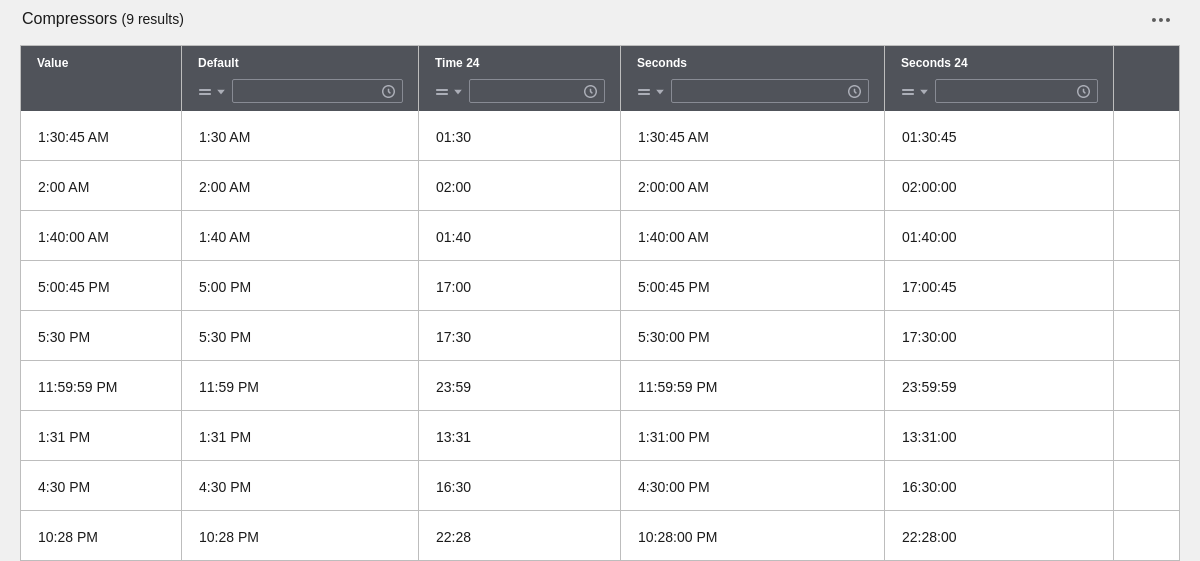 Compressors (9 results)
Value Default Time 24 Seconds Seconds 24
1:30:45 AM 1:30 AM 01:30 1:30:45 AM 01:30:45
2:00 AM 2:00 AM 02:00 2:00:00 AM 02:00:00
1:40:00 AM 1:40 AM 01:40 1:40:00 AM 01:40:00
5:00:45 PM 5:00 PM 17:00 5:00:45 PM 17:00:45
5:30 PM 5:30 PM 17:30 5:30:00 PM 17:30:00
11:59:59 PM 11:59 PM 23:59 11:59:59 PM 23:59:59
1:31 PM 1:31 PM 13:31 1:31:00 PM 13:31:00
4:30 PM 4:30 PM 16:30 4:30:00 PM 16:30:00
10:28 PM 10:28 PM 22:28 10:28:00 PM 22:28:00